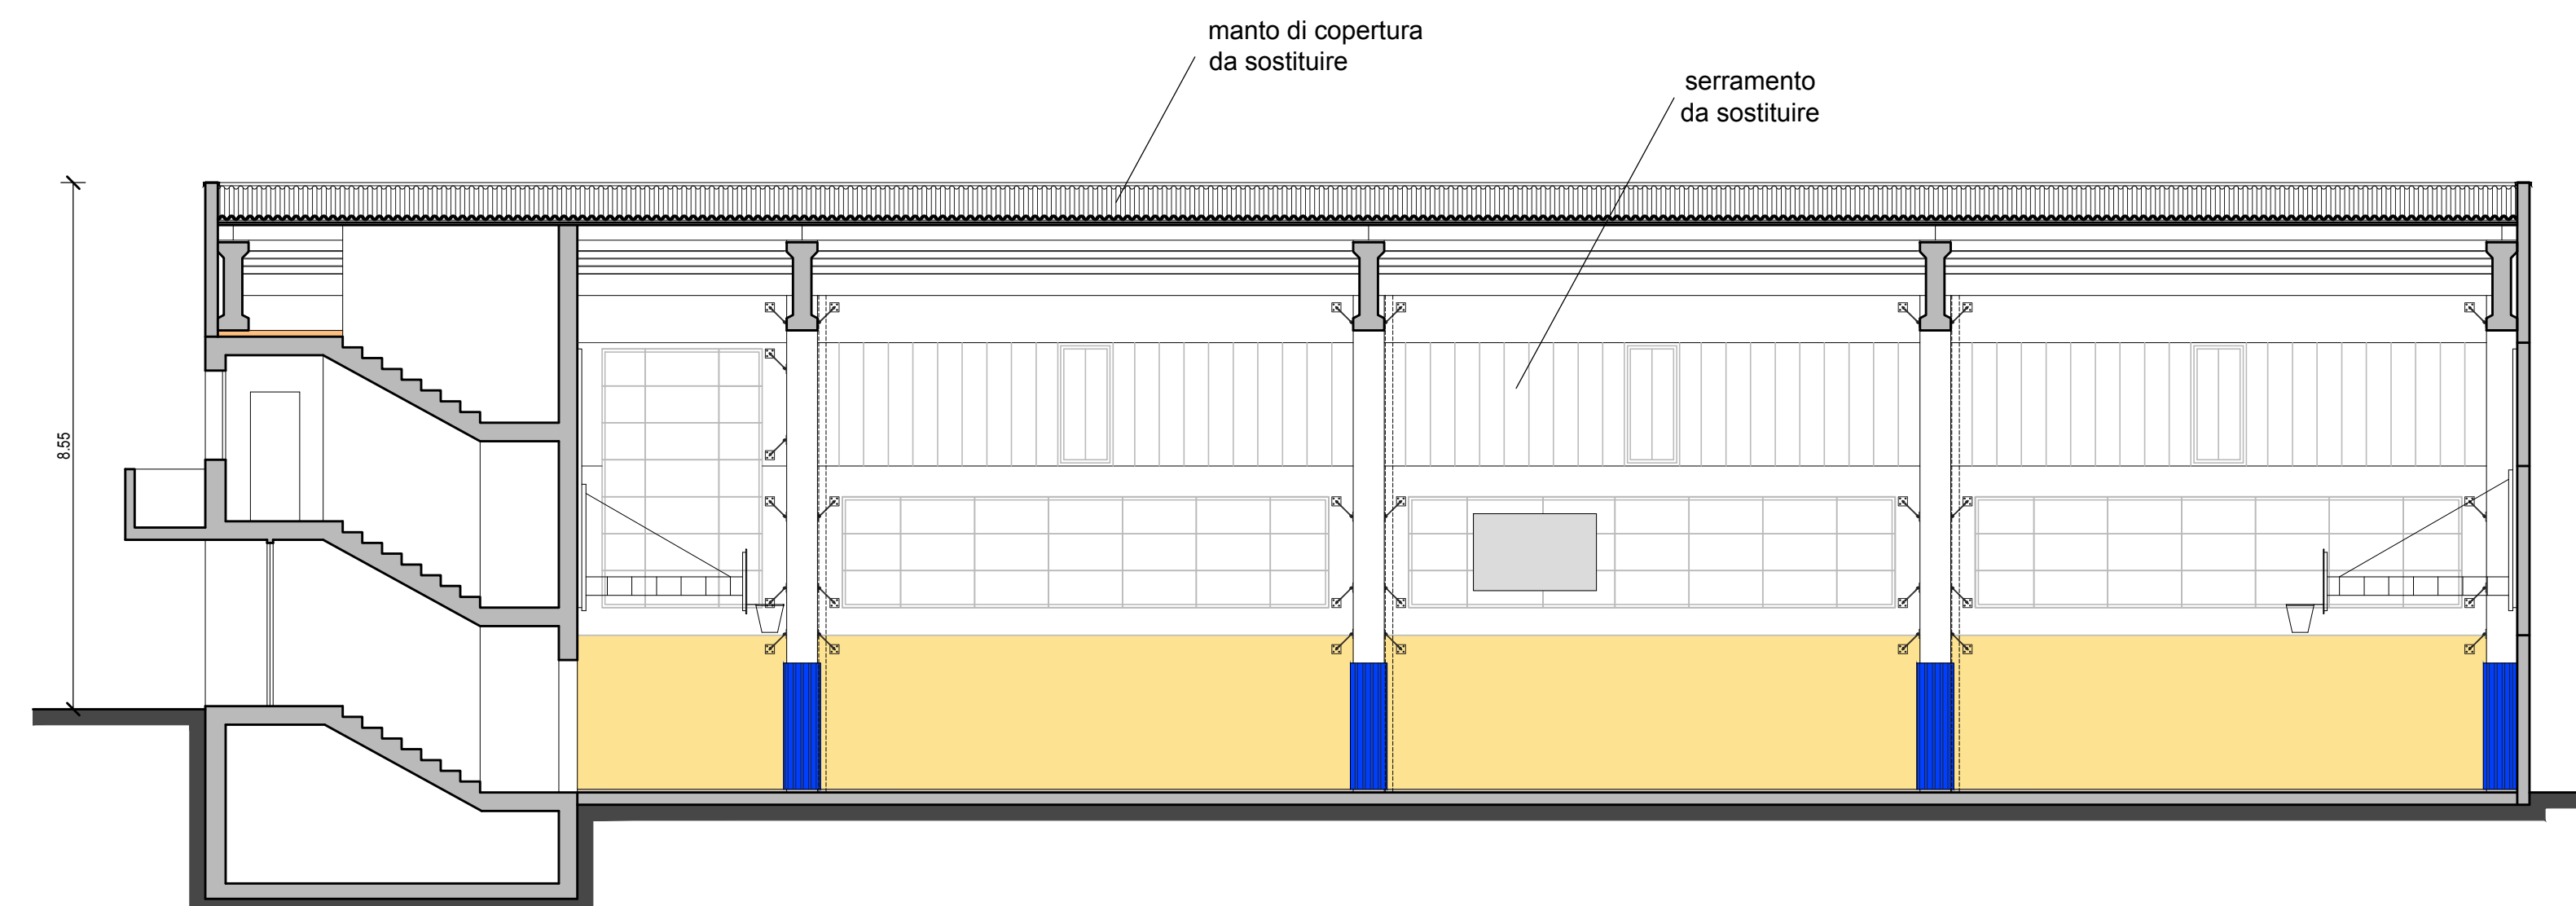 manto di copertura
da sostituire
serramento
da sostituire
8.55